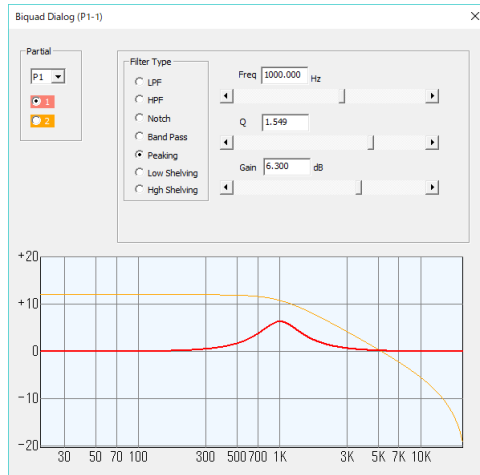 Biquad Dialog (P1-1)
Partial
P1
1
2
Filter Type
LPF
HPF
Notch
Band Pass
Peaking
Low Shelving
Hgh Shelving
Freq 1000.000 Hz
Q 1.549
Gain 6.300 dB
+20
+10
0
-10
-20
30 50 70 100 300 500 700 1K 3K 5K 7K 10K